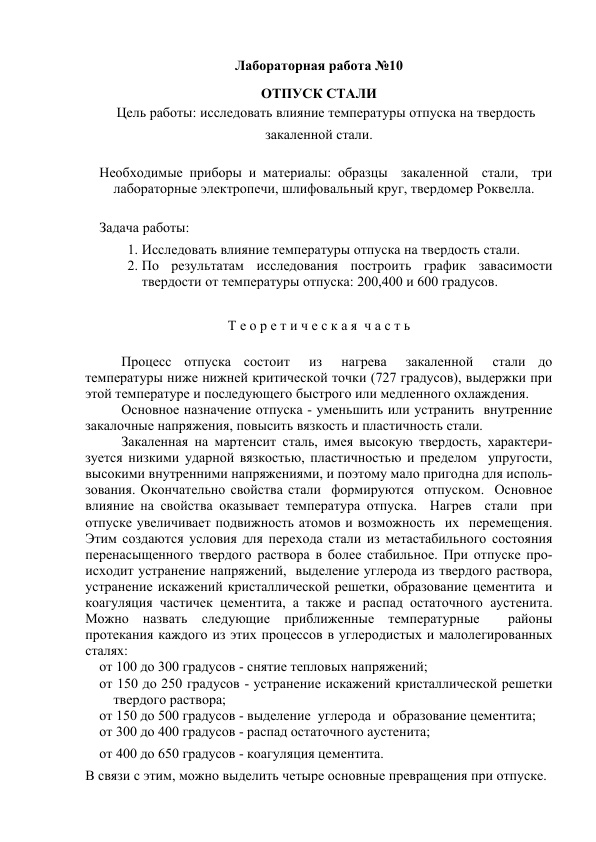 Лабораторная работа №10
ОТПУСК СТАЛИ
Цель работы: исследовать влияние температуры отпуска на твердость
закаленной стали.
Необходимые приборы и материалы: образцы закаленной стали, три
лабораторные электропечи, шлифовальный круг, твердомер Роквелла.
Задача работы:
1. Исследовать влияние температуры отпуска на твердость стали.
2. По результатам исследования построить график завасимости
твердости от температуры отпуска: 200,400 и 600 градусов.
Т е о р е т и ч е с к а я ч а с т ь
Процесс отпуска состоит из нагрева закаленной стали до
температуры ниже нижней критической точки (727 градусов), выдержки при
этой температуре и последующего быстрого или медленного охлаждения.
Основное назначение отпуска - уменьшить или устранить внутренние
закалочные напряжения, повысить вязкость и пластичность стали.
Закаленная на мартенсит сталь, имея высокую твердость, характери-
зуется низкими ударной вязкостью, пластичностью и пределом упругости,
высокими внутренними напряжениями, и поэтому мало пригодна для исполь-
зования. Окончательно свойства стали формируются отпуском. Основное
влияние на свойства оказывает температура отпуска. Нагрев стали при
отпуске увеличивает подвижность атомов и возможность их перемещения.
Этим создаются условия для перехода стали из метастабильного состояния
перенасыщенного твердого раствора в более стабильное. При отпуске про-
исходит устранение напряжений, выделение углерода из твердого раствора,
устранение искажений кристаллической решетки, образование цементита и
коагуляция частичек цементита, а также и распад остаточного аустенита.
Можно назвать следующие приближенные температурные районы
протекания каждого из этих процессов в углеродистых и малолегированных
сталях:
от 100 до 300 градусов - снятие тепловых напряжений;
от 150 до 250 градусов - устранение искажений кристаллической решетки
твердого раствора;
от 150 до 500 градусов - выделение углерода и образование цементита;
от 300 до 400 градусов - распад остаточного аустенита;
от 400 до 650 градусов - коагуляция цементита.
В связи с этим, можно выделить четыре основные превращения при отпуске.